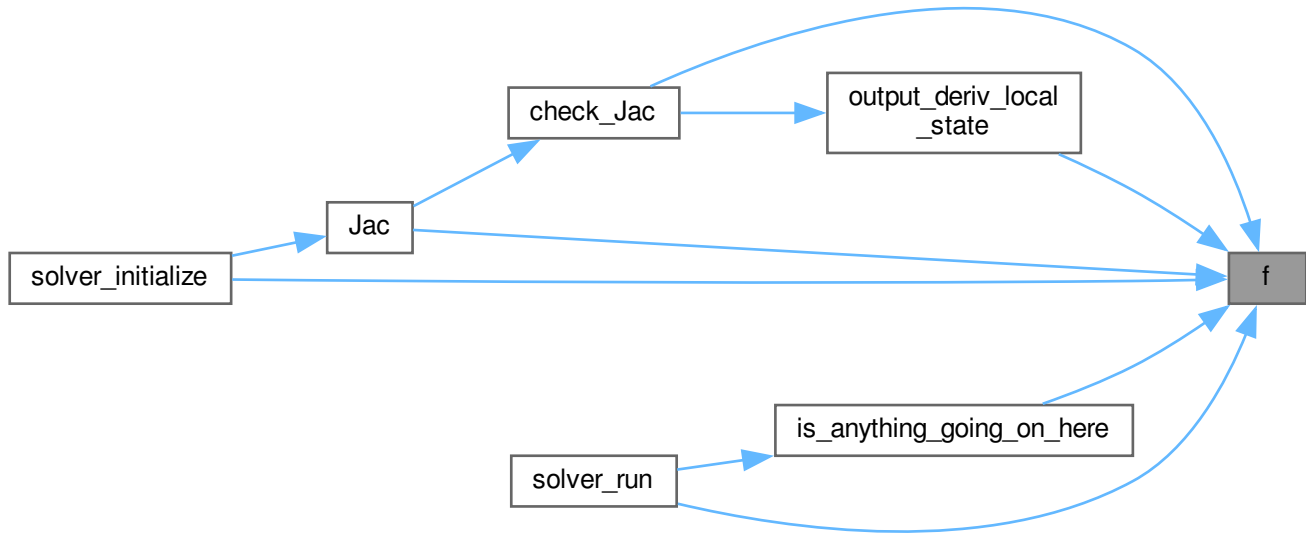 output_deriv_local
_state
check_Jac
Jac
solver_initialize
f
is_anything_going_on_here
solver_run